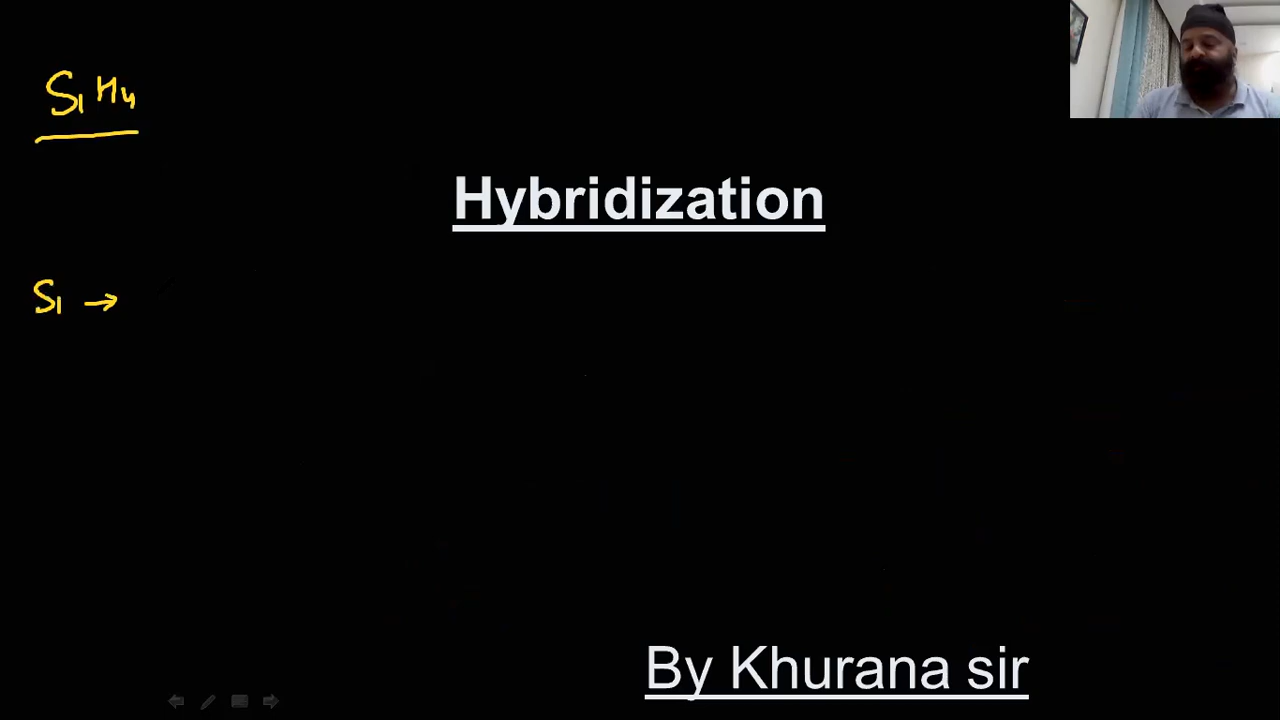 SiH4
Hybridization
Si →
By Khurana sir